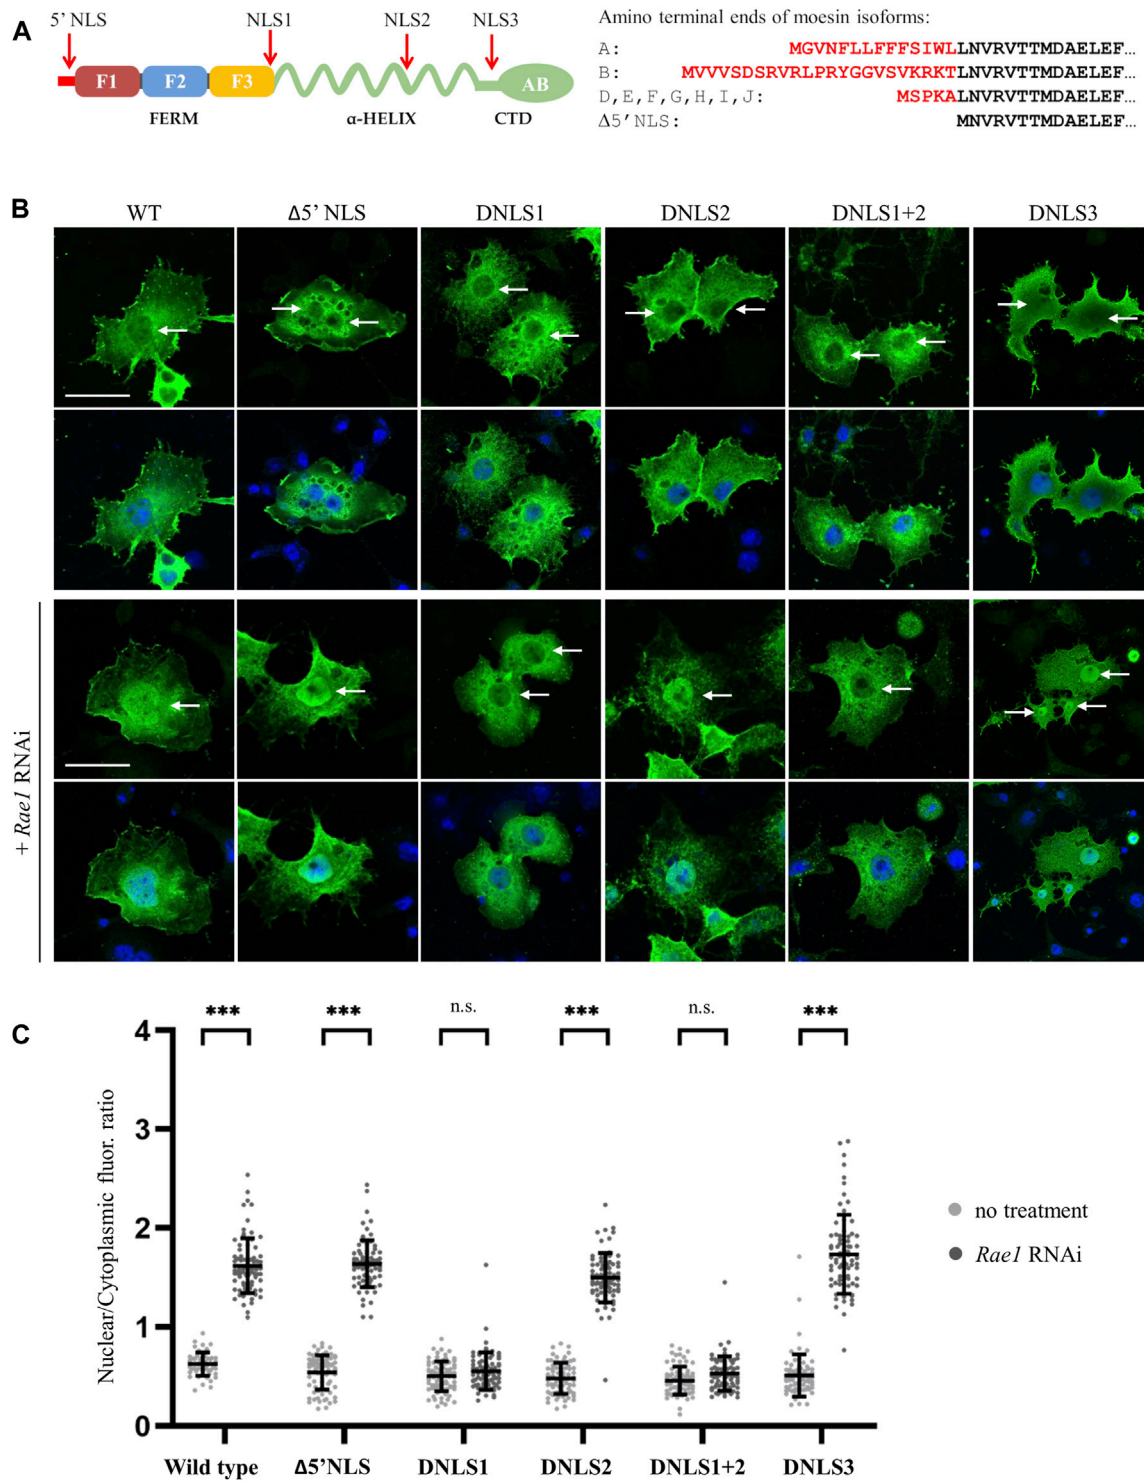 A
5' NLS
NLS1
NLS2
NLS3
F1
F2
F3
AB
FERM
α-HELIX
CTD
Amino terminal ends of moesin isoforms:
A: MGVNFLLFFFSIWLLNVRVTTMDAELEF…
B: MVVVSDSRVRLPRYGGVSVKRKTLNVRVTTMDAELEF…
D,E,F,G,H,I,J: MSPKALNVRVTTMDAELEF…
Δ5'NLS: MNVRVTTMDAELEF…
B
WT
Δ5' NLS
DNLS1
DNLS2
DNLS1+2
DNLS3
+ Rae1 RNAi
C
*** *** n.s. *** n.s. ***
Nuclear/Cytoplasmic fluor. ratio
4
3
2
1
0
Wild type
Δ5'NLS
DNLS1
DNLS2
DNLS1+2
DNLS3
no treatment
Rae1 RNAi